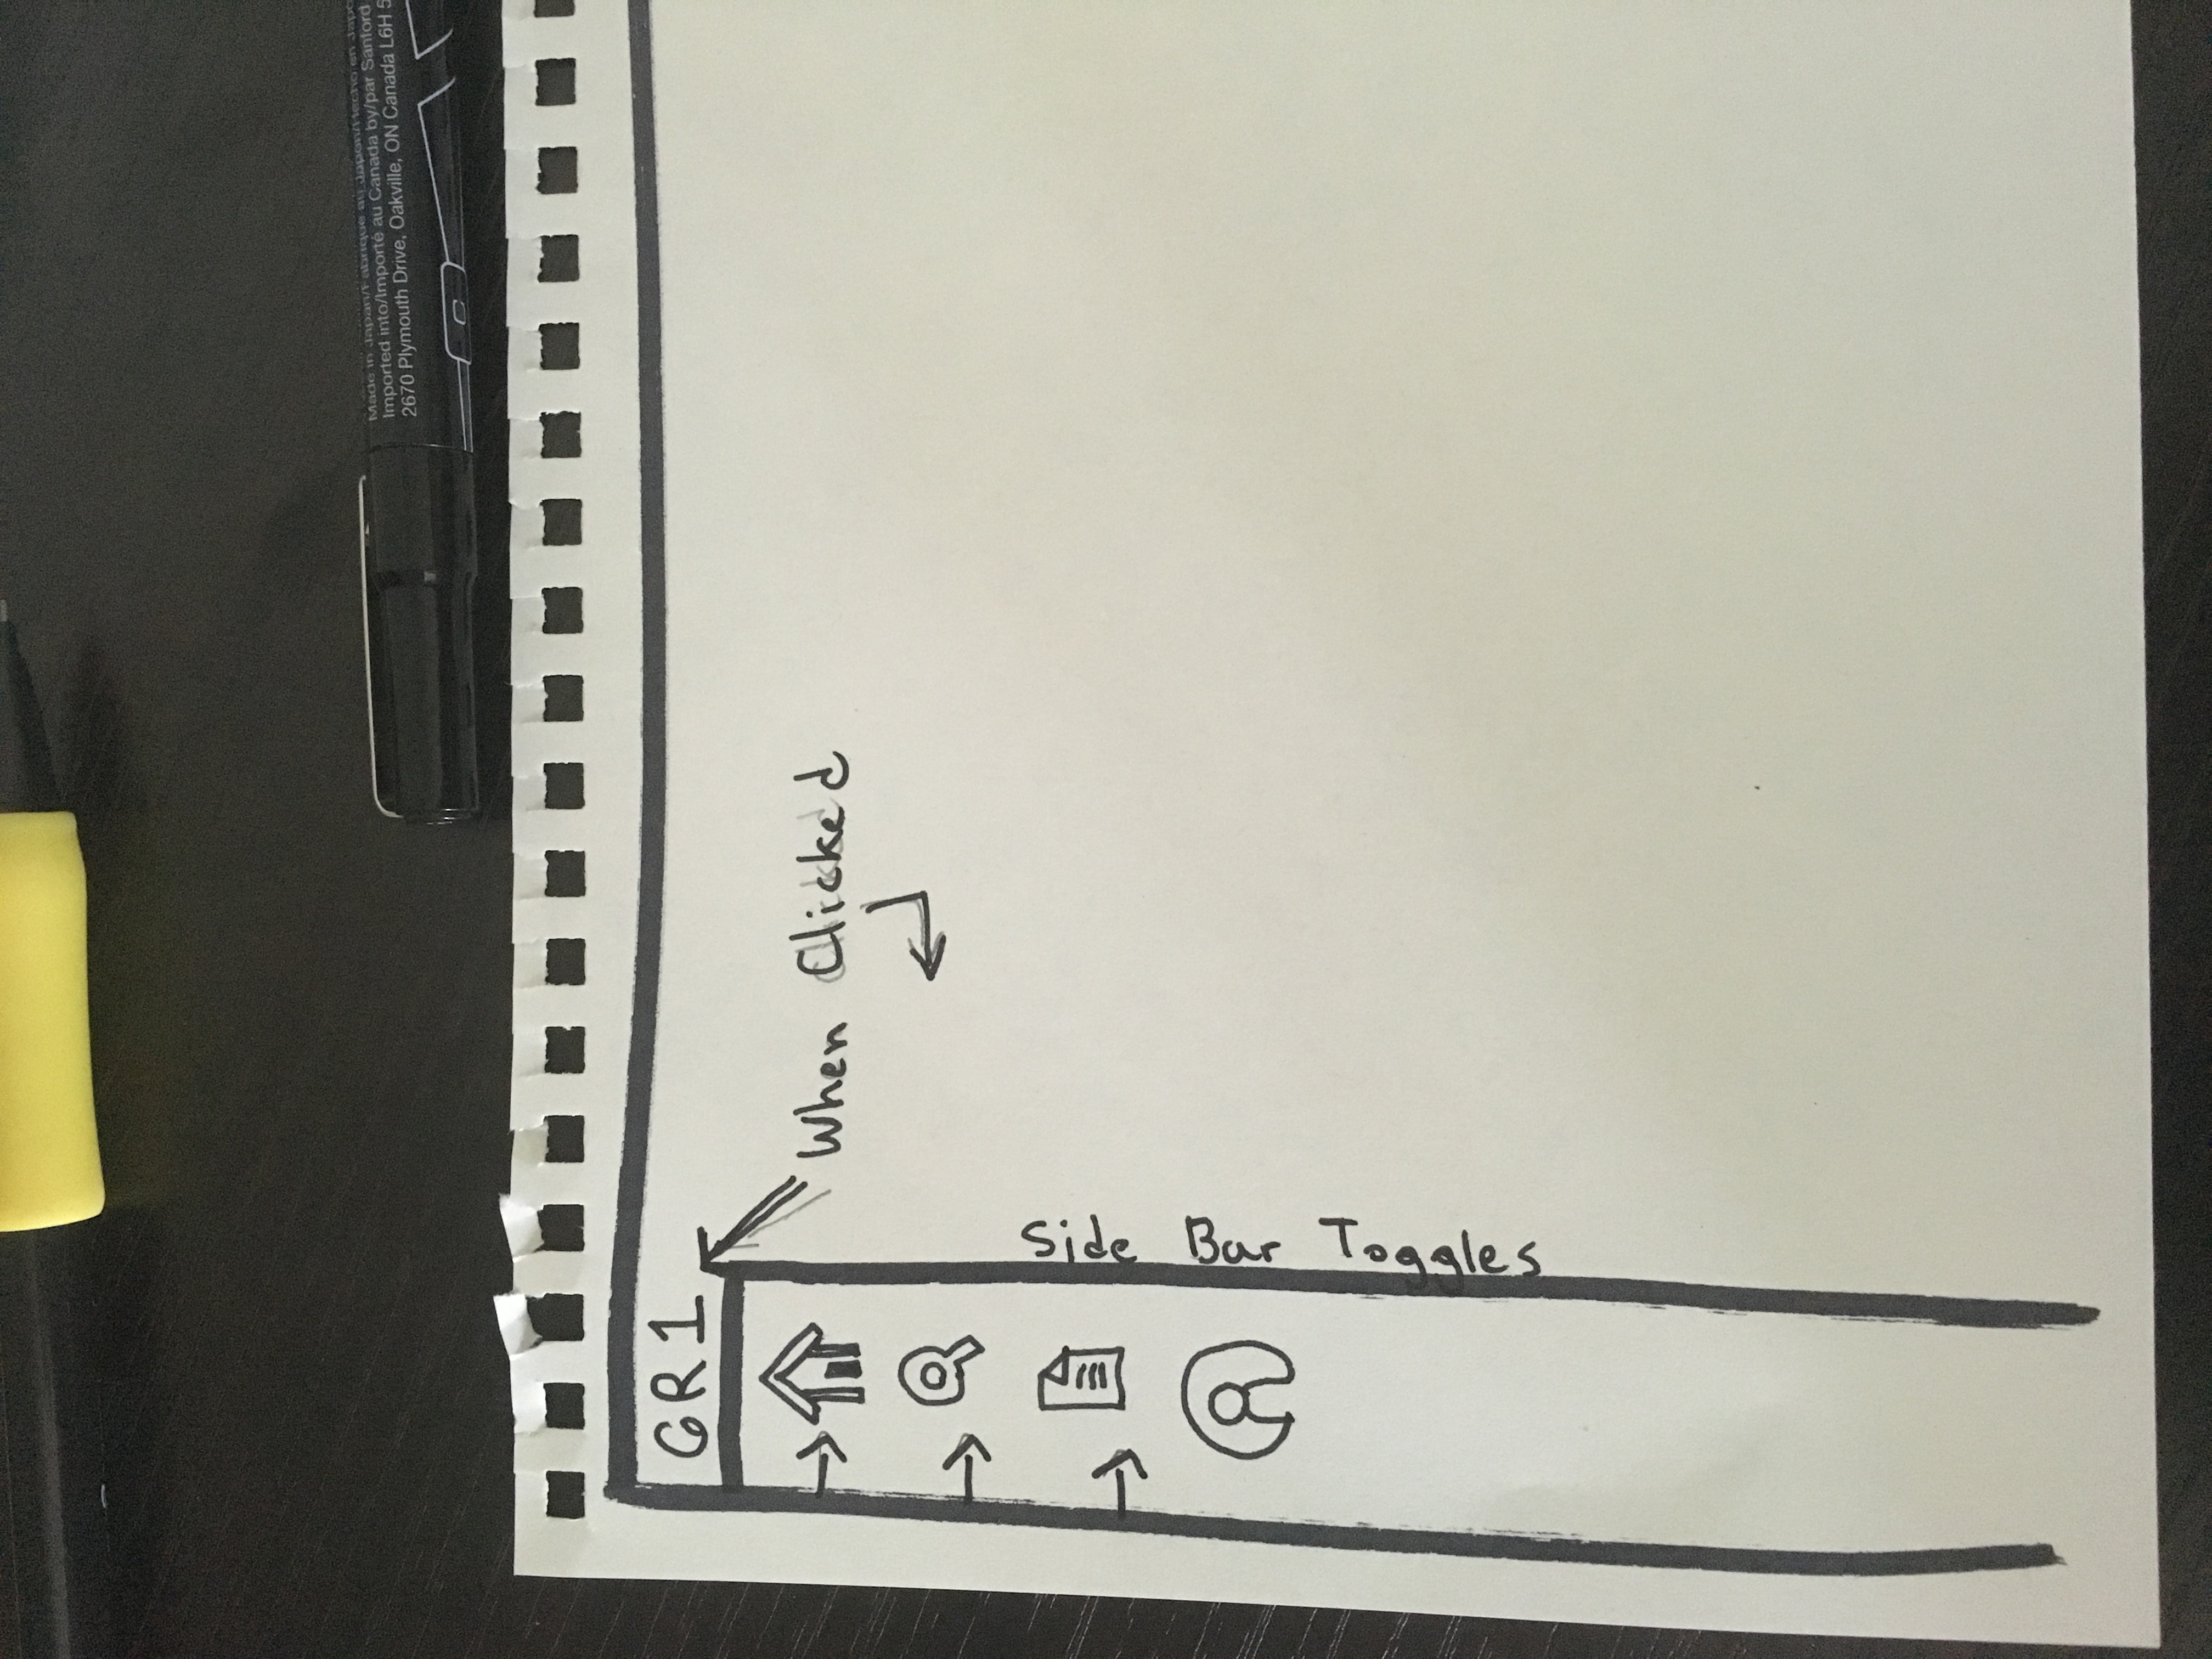 Made in Japan/Fabriqué au Japon/Hecho en Japó
Imported into/Importé au Canada by/par Sanford
2670 Plymouth Drive, Oakville, ON Canada L6H 5
C
GR1
When Clicked
Side Bar Toggles